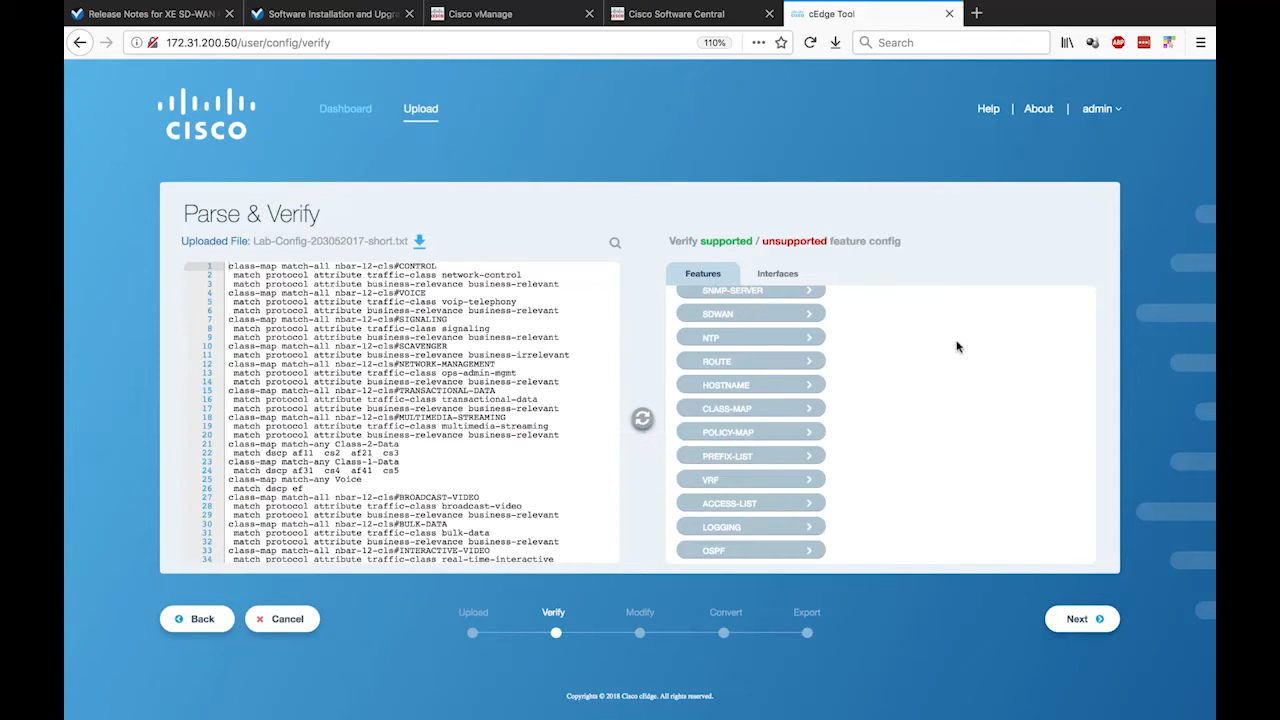 Release Notes for XE SD-WAN
Software Installation and Upgra
Cisco vManage
Cisco Software Central
cEdge Tool
172.31.200.50/user/config/verify
110%
Search
ABP
CISCO
Dashboard
Upload
Help | About | admin
Parse & Verify
Uploaded File: Lab-Config-203052017-short.txt
Verify supported / unsupported feature config
Features
Interfaces
1 class-map match-all nbar-12-cls#CONTROL
2 match protocol attribute traffic-class network-control
3 match protocol attribute business-relevance business-relevant
4 class-map match-all nbar-12-cls#VOICE
5 match protocol attribute traffic-class voip-telephony
6 match protocol attribute business-relevance business-relevant
7 class-map match-all nbar-12-cls#SIGNALING
8 match protocol attribute traffic-class signaling
9 match protocol attribute business-relevance business-relevant
10 class-map match-all nbar-12-cls#SCAVENGER
11 match protocol attribute business-relevance business-irrelevant
12 class-map match-all nbar-12-cls#NETWORK-MANAGEMENT
13 match protocol attribute traffic-class ops-admin-mgmt
14 match protocol attribute business-relevance business-relevant
15 class-map match-all nbar-12-cls#TRANSACTIONAL-DATA
16 match protocol attribute traffic-class transactional-data
17 match protocol attribute business-relevance business-relevant
18 class-map match-all nbar-12-cls#MULTIMEDIA-STREAMING
19 match protocol attribute traffic-class multimedia-streaming
20 match protocol attribute business-relevance business-relevant
21 class-map match-any Class-2-Data
22 match dscp af11 cs2 af21 cs3
23 class-map match-any Class-1-Data
24 match dscp af31 cs4 af41 cs5
25 class-map match-any Voice
26 match dscp ef
27 class-map match-all nbar-12-cls#BROADCAST-VIDEO
28 match protocol attribute traffic-class broadcast-video
29 match protocol attribute business-relevance business-relevant
30 class-map match-all nbar-12-cls#BULK-DATA
31 match protocol attribute traffic-class bulk-data
32 match protocol attribute business-relevance business-relevant
33 class-map match-all nbar-12-cls#INTERACTIVE-VIDEO
34 match protocol attribute traffic-class real-time-interactive
SNMP-SERVER
SDWAN
NTP
ROUTE
HOSTNAME
CLASS-MAP
POLICY-MAP
PREFIX-LIST
VRF
ACCESS-LIST
LOGGING
OSPF
Back
Cancel
Upload
Verify
Modify
Convert
Export
Next
Copyrights © 2018 Cisco cEdge. All rights reserved.